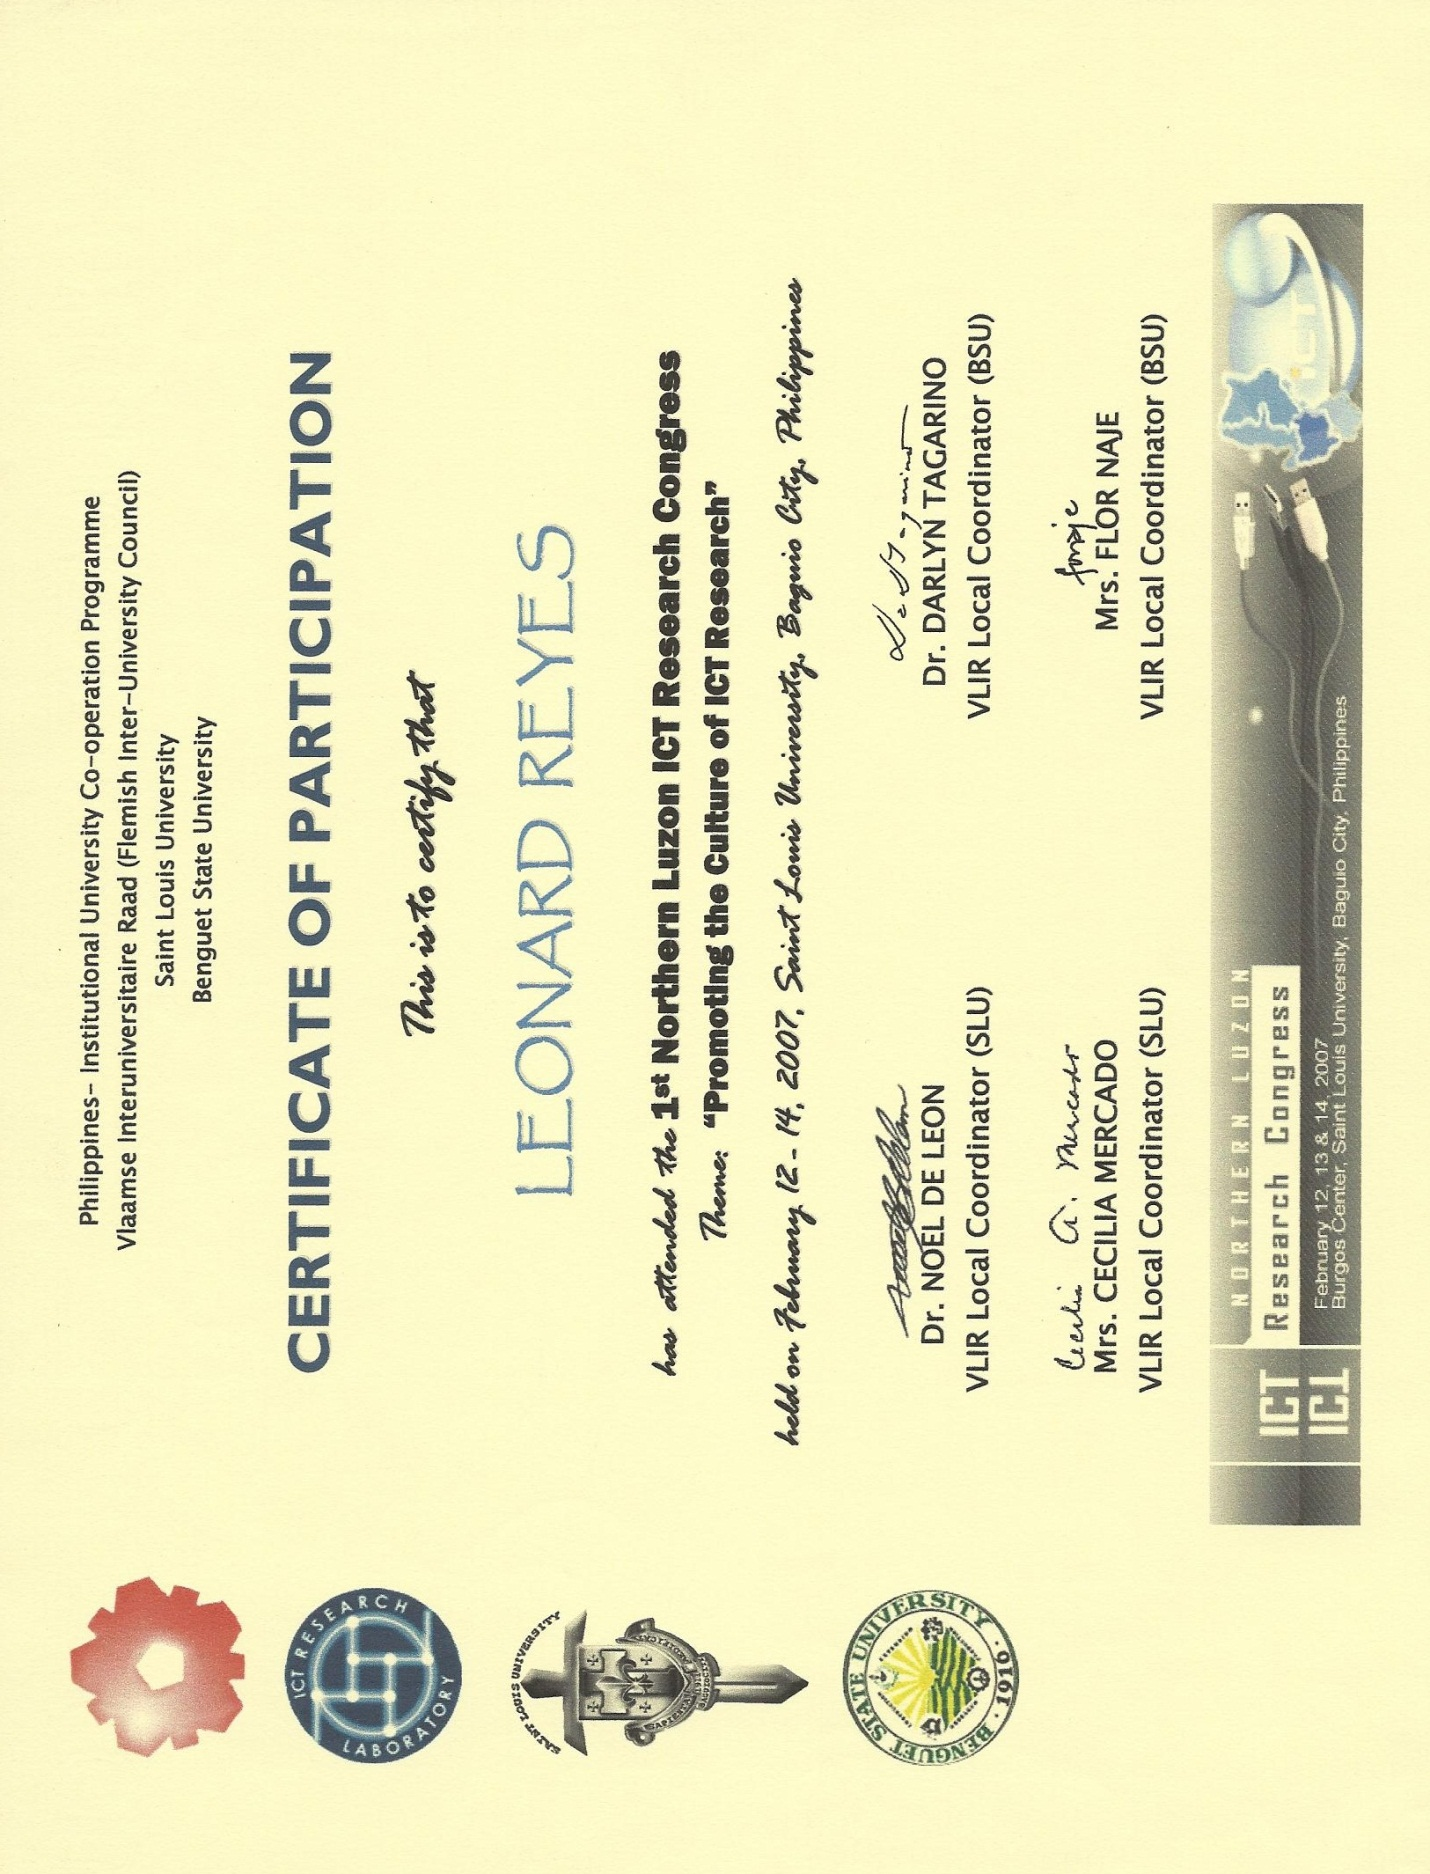 Philippines- Institutional University Co-operation Programme
Vlaamse Interuniversitaire Raad (Flemish Inter-University Council)
Saint Louis University
Benguet State University
CERTIFICATE OF PARTICIPATION
This is to certify that
LEONARD REYES
has attended the 1st Northern Luzon ICT Research Congress
Theme: “Promoting the Culture of ICT Research”
held on February 12 - 14, 2007, Saint Louis University, Baguio City, Philippines
Dr. NOEL DE LEON
VLIR Local Coordinator (SLU)
Dr. DARLYN TAGARINO
VLIR Local Coordinator (BSU)
Cecilia A. Mercado
Mrs. CECILIA MERCADO
VLIR Local Coordinator (SLU)
Mrs. FLOR NAJE
VLIR Local Coordinator (BSU)
ICT RESEARCH LABORATORY
SAINT LOUIS UNIVERSITY
BENGUET STATE UNIVERSITY · 1916 ·
ICT
ICT
NORTHERN LUZON
Research Congress
February 12, 13 & 14, 2007
Burgos Center, Saint Louis University, Baguio City, Philippines
ICT